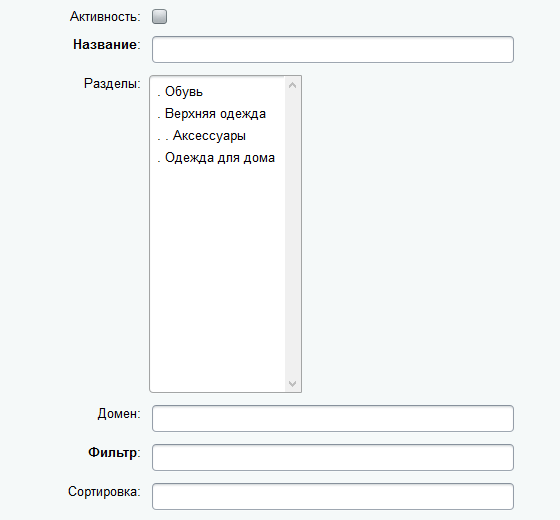 Активность:
Название:
Разделы:
. Обувь
. Верхняя одежда
. . Аксессуары
. Одежда для дома
Домен:
Фильтр:
Сортировка: